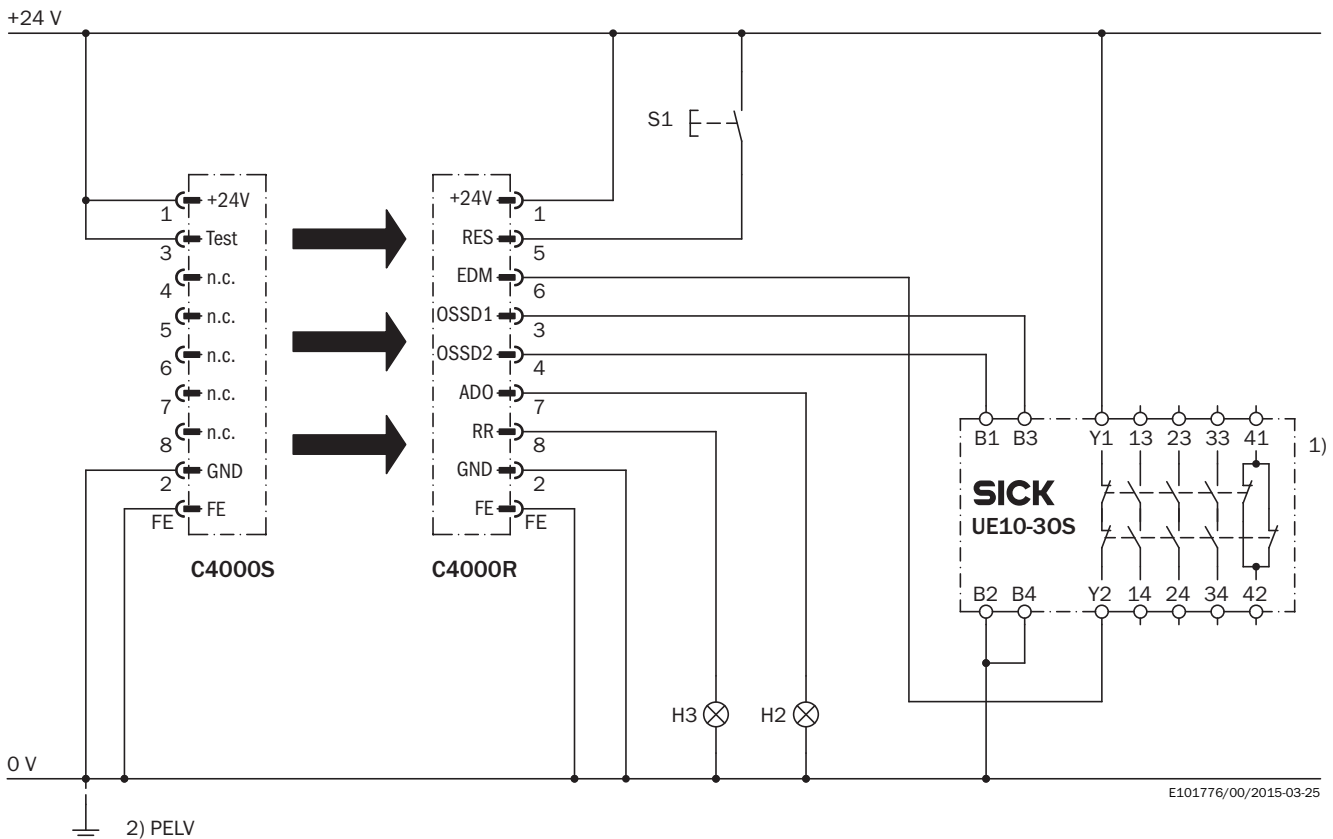 +24 V
S1
+24V
1
Test
3
n.c.
4
n.c.
5
n.c.
6
n.c.
7
n.c.
8
GND
2
FE
FE
C4000S
+24V
1
RES
5
EDM
6
OSSD1
3
OSSD2
4
ADO
7
RR
8
GND
2
FE
FE
C4000R
B1 B3 Y1 13 23 33 41
1)
SICK
UE10-3OS
B2 B4 Y2 14 24 34 42
H3
H2
0 V
E101776/00/2015-03-25
2) PELV